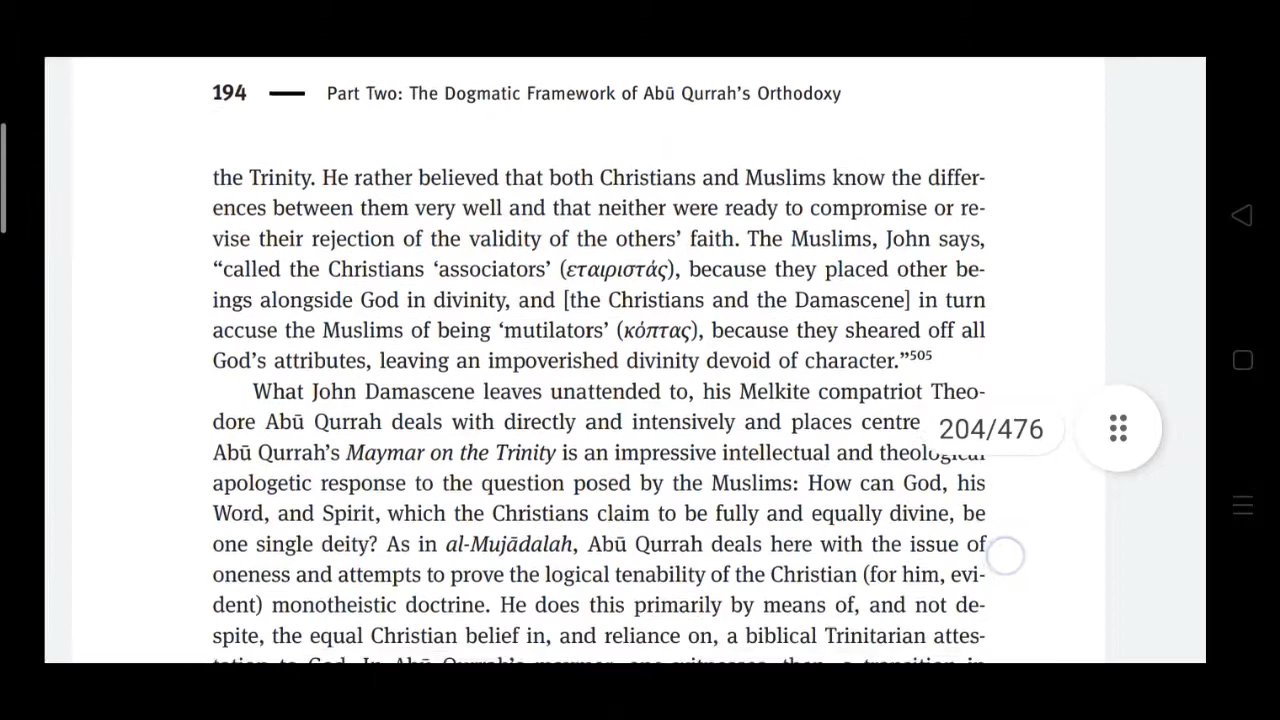 194 — Part Two: The Dogmatic Framework of Abū Qurrah's Orthodoxy
the Trinity. He rather believed that both Christians and Muslims know the differ-
ences between them very well and that neither were ready to compromise or re-
vise their rejection of the validity of the others' faith. The Muslims, John says,
“called the Christians ‘associators’ (εταιριστάς), because they placed other be-
ings alongside God in divinity, and [the Christians and the Damascene] in turn
accuse the Muslims of being ‘mutilators’ (κόπτας), because they sheared off all
God's attributes, leaving an impoverished divinity devoid of character.”505
What John Damascene leaves unattended to, his Melkite compatriot Theo-
dore Abū Qurrah deals with directly and intensively and places centre
204/476
Abū Qurrah's Maymar on the Trinity is an impressive intellectual and theological
apologetic response to the question posed by the Muslims: How can God, his
Word, and Spirit, which the Christians claim to be fully and equally divine, be
one single deity? As in al-Mujādalah, Abū Qurrah deals here with the issue of
oneness and attempts to prove the logical tenability of the Christian (for him, evi-
dent) monotheistic doctrine. He does this primarily by means of, and not de-
spite, the equal Christian belief in, and reliance on, a biblical Trinitarian attes-